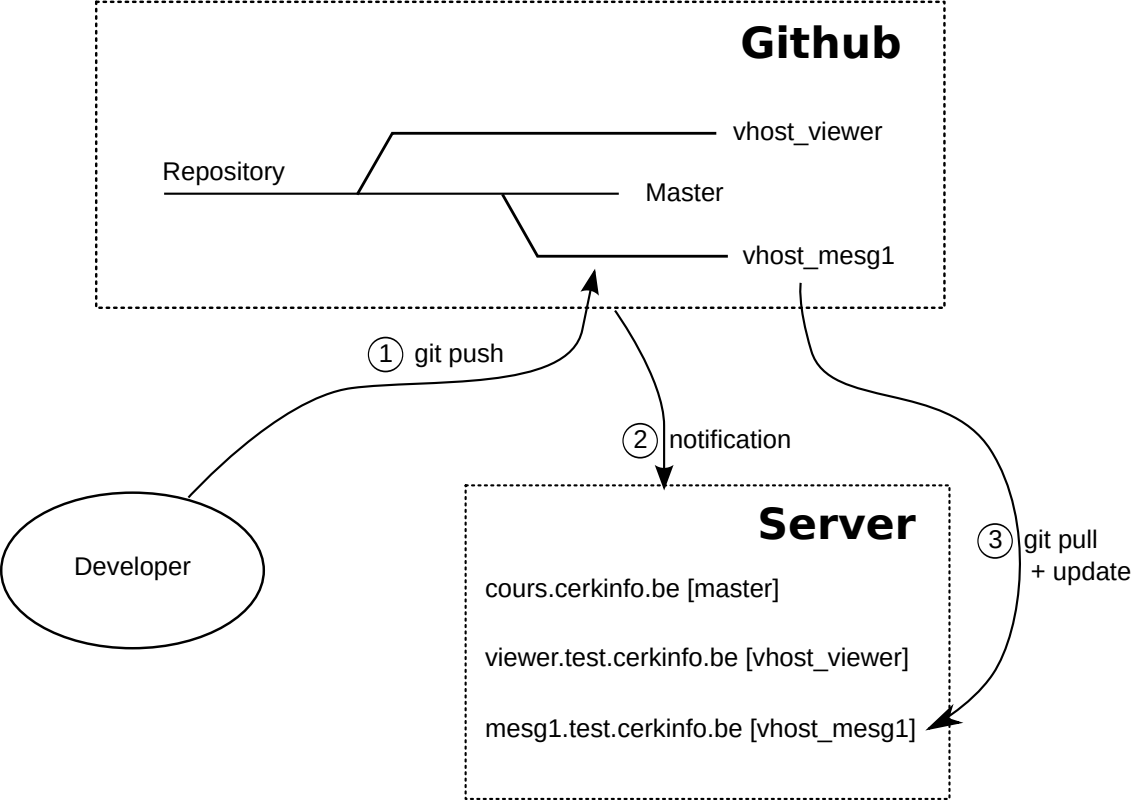 Github
vhost_viewer
Repository
Master
vhost_mesg1
1 git push
2 notification
Server
3 git pull
+ update
Developer
cours.cerkinfo.be [master]
viewer.test.cerkinfo.be [vhost_viewer]
mesg1.test.cerkinfo.be [vhost_mesg1]